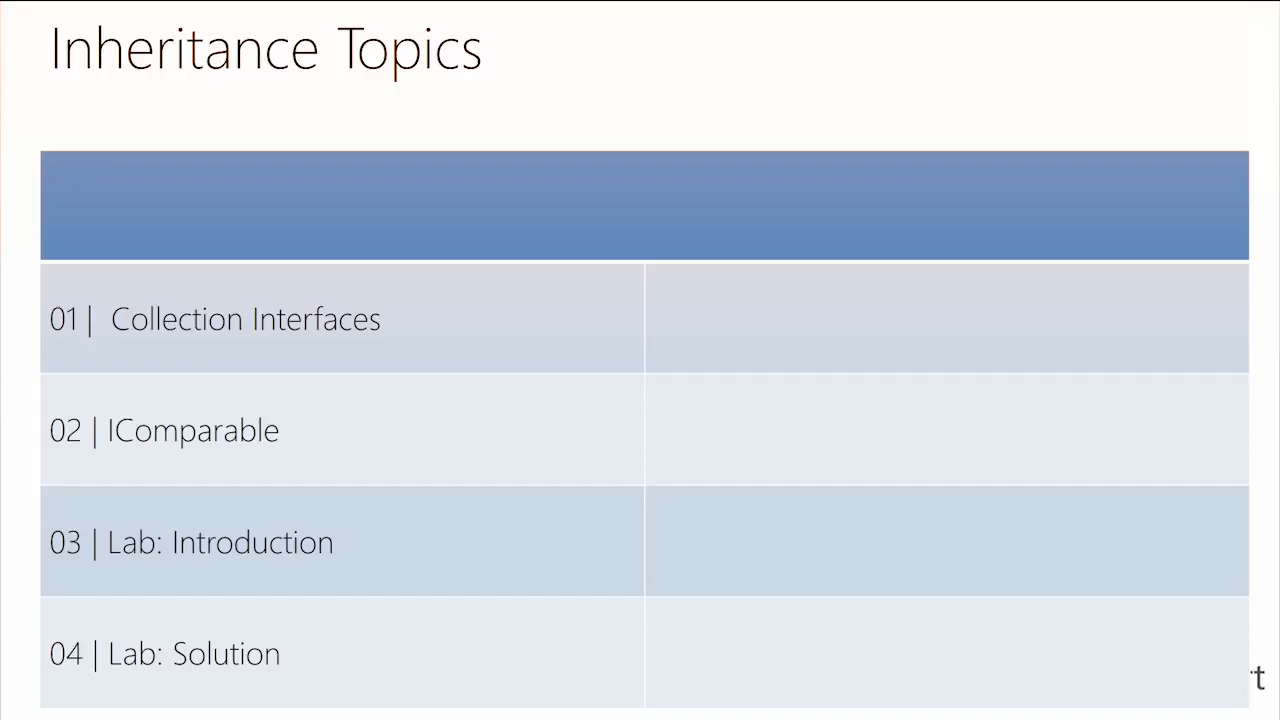 Inheritance Topics
01 | Collection Interfaces
02 | IComparable
03 | Lab: Introduction
04 | Lab: Solution